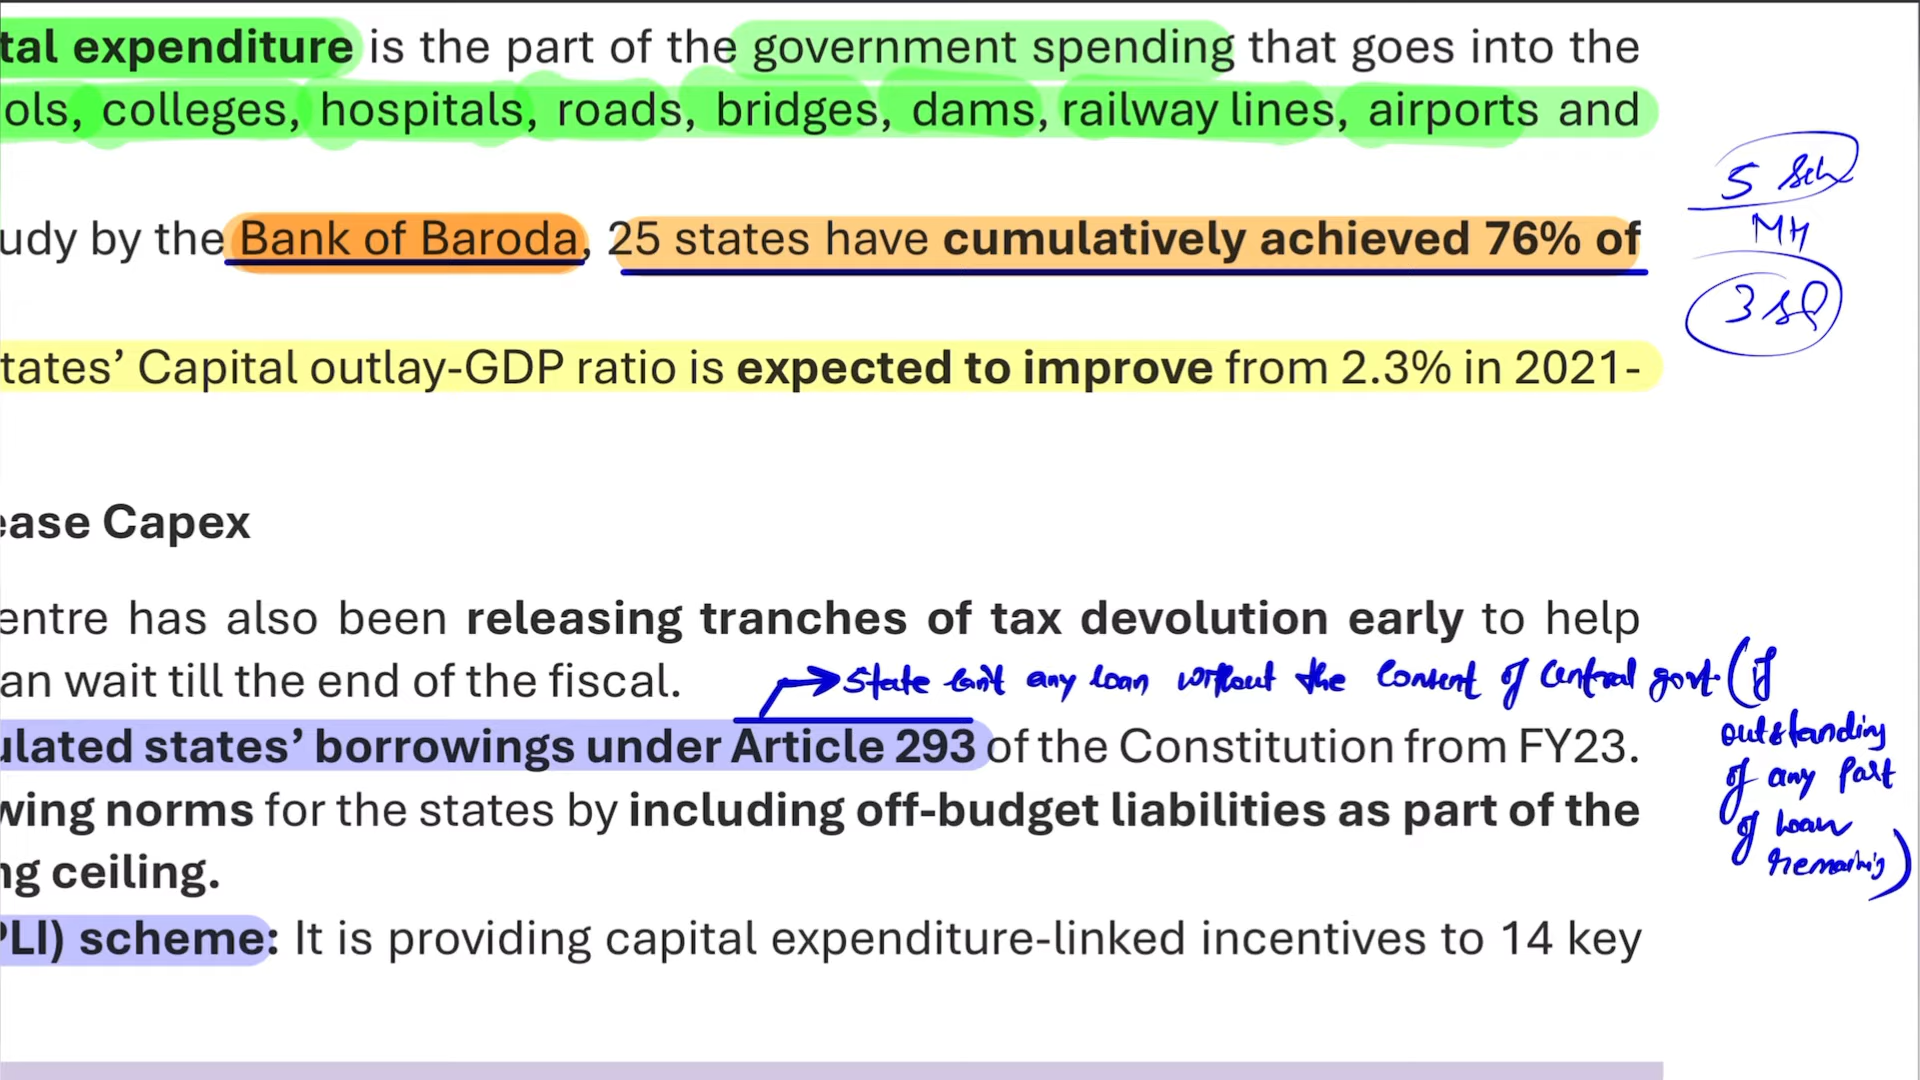 tal expenditure is the part of the government spending that goes into the
ols, colleges, hospitals, roads, bridges, dams, railway lines, airports and
5 Sch
MH
udy by the Bank of Baroda, 25 states have cumulatively achieved 76% of
3
tates’ Capital outlay-GDP ratio is expected to improve from 2.3% in 2021-
ease Capex
entre has also been releasing tranches of tax devolution early to help
an wait till the end of the fiscal.
State can't any loan without the consent of central govt. (if
outstanding
of any part
of loan
remaining)
ulated states’ borrowings under Article 293 of the Constitution from FY23.
wing norms for the states by including off-budget liabilities as part of the
ng ceiling.
PLI) scheme: It is providing capital expenditure-linked incentives to 14 key